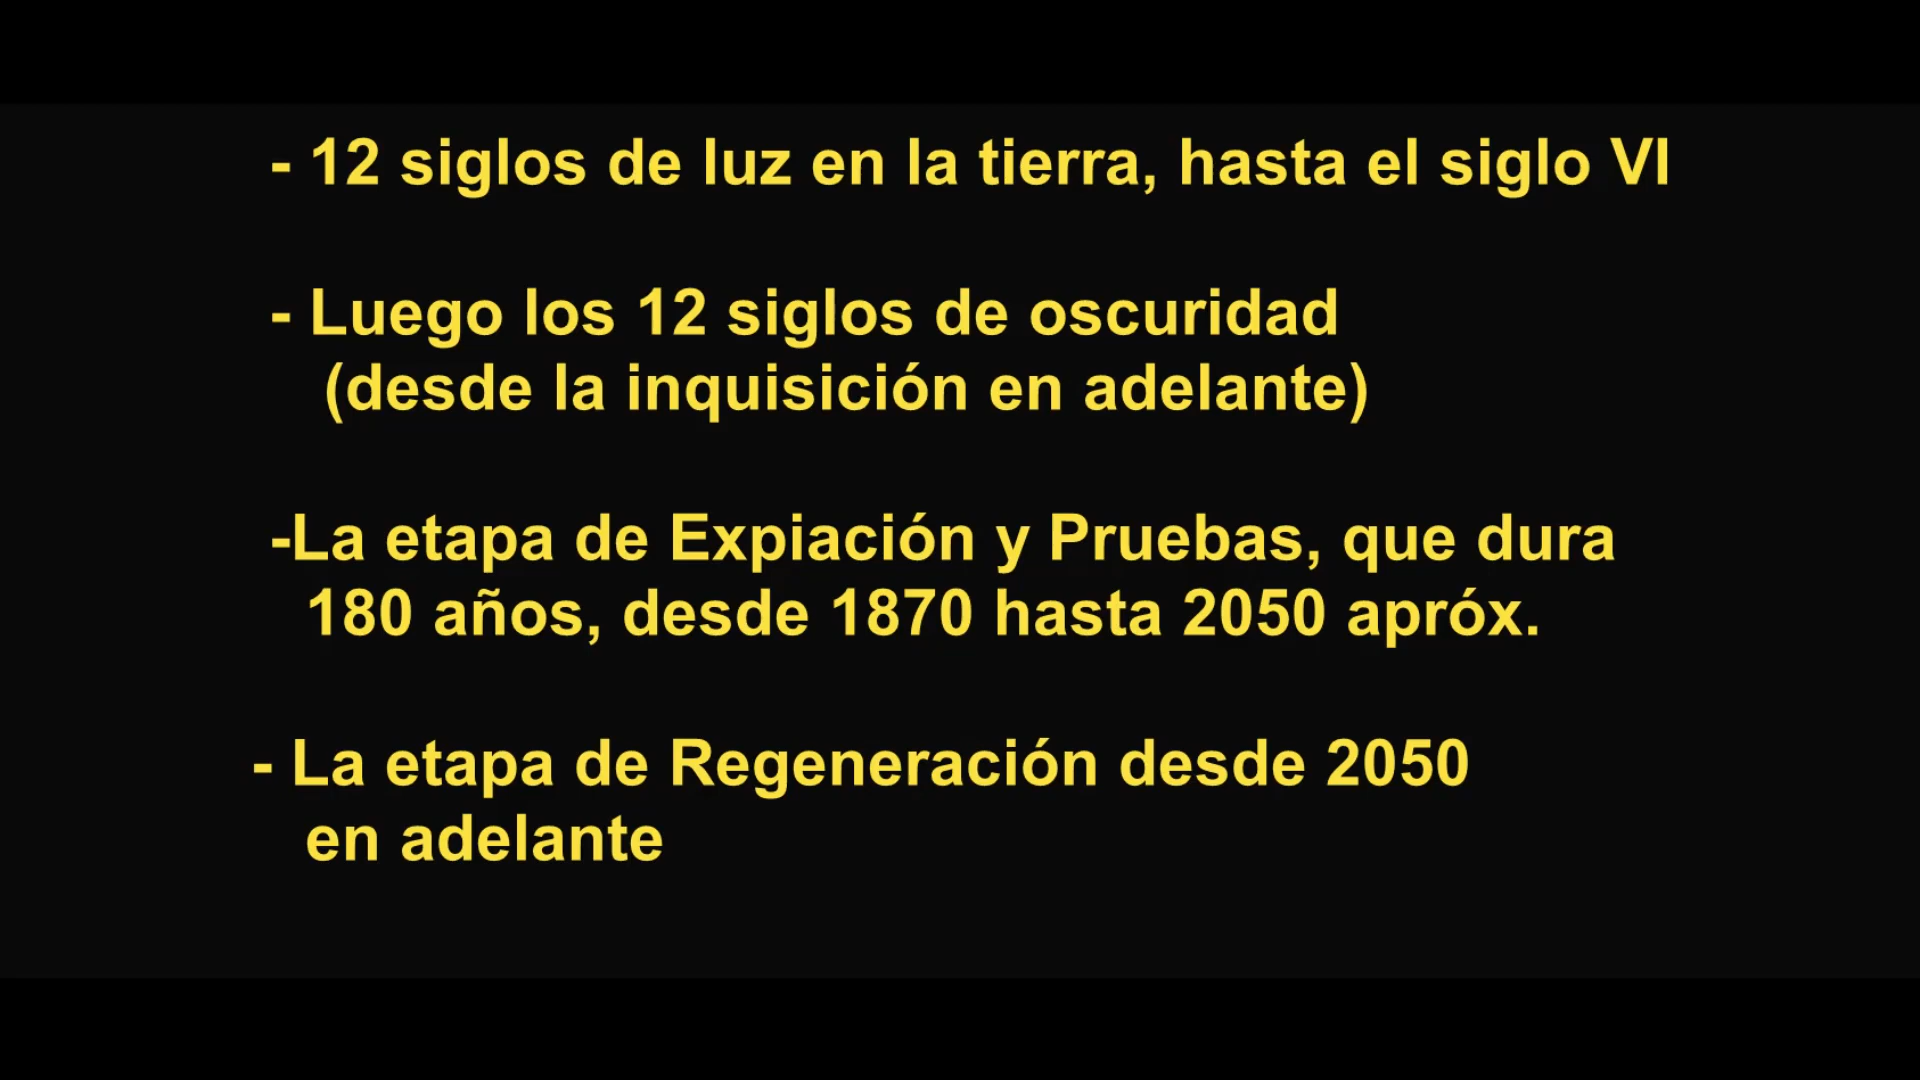 - 12 siglos de luz en la tierra, hasta el siglo VI
- Luego los 12 siglos de oscuridad
(desde la inquisición en adelante)
-La etapa de Expiación y Pruebas, que dura
180 años, desde 1870 hasta 2050 apróx.
- La etapa de Regeneración desde 2050
en adelante